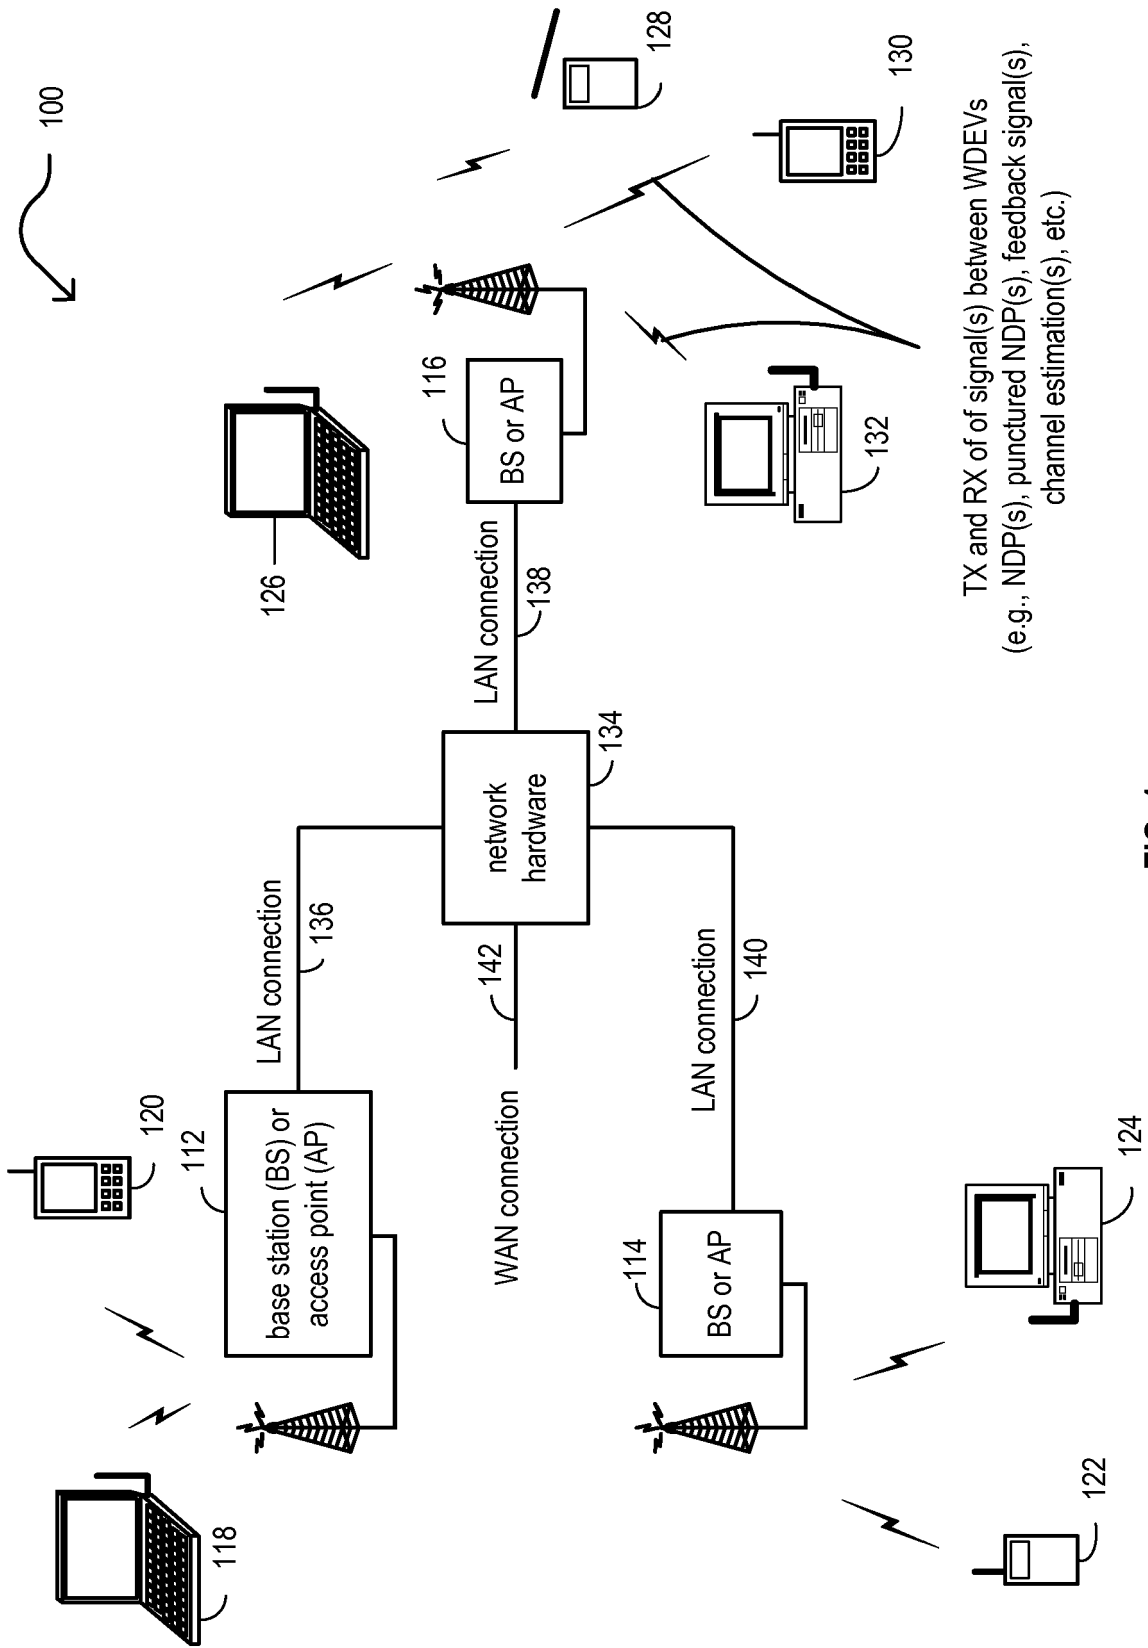 100
120
112
118
base station (BS) or
access point (AP)
LAN connection
136
126
116
BS or AP
LAN connection
138
128
network
hardware
134
142
WAN connection
114
BS or AP
LAN connection
140
132
130
TX and RX of of signal(s) between WDEVs
(e.g., NDP(s), punctured NDP(s), feedback signal(s),
channel estimation(s), etc.)
122
124